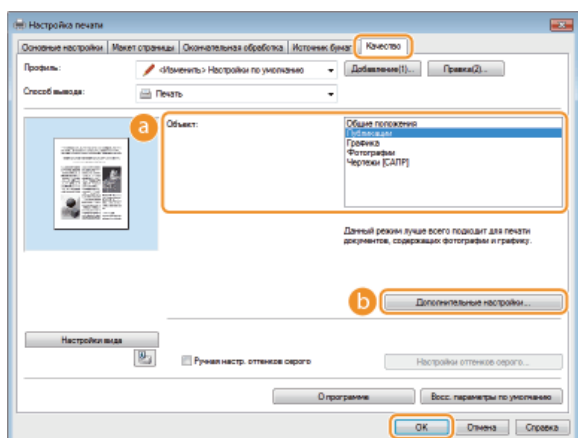 Настройка печати
Основные настройки Макет страницы Окончательная обработка Источник бумаг Качество
Профиль: <Изменить> Настройки по умолчанию Добавление(1)... Правка(2)...
Способ вывода: Печать
a Объект: Общие положения
Публикации
Графика
Фотографии
Чертежи [САПР]
Данный режим лучше всего подходит для печати
документов, содержащих фотографии и графику.
b Дополнительные настройки...
Настройки вида
Ручная настр. оттенков серого Настройки оттенков серого...
О программе Восс. параметры по умолчанию
OK Отмена Справка